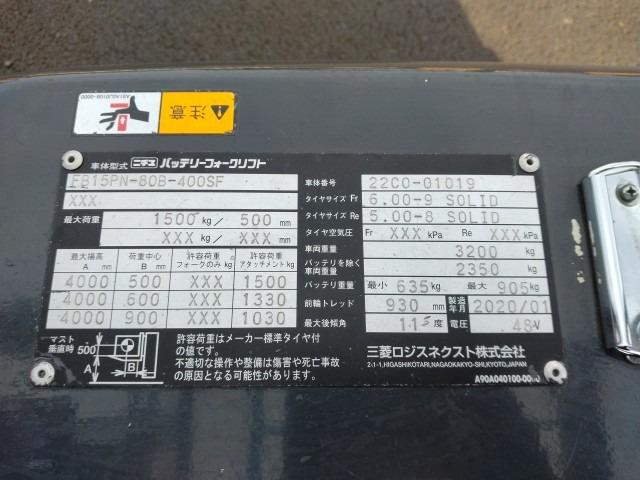 A91A0J0100-0000
注意
車体型式 ニチユ バッテリーフォークリフト
FB15PN-80B-400SF
XXX
最大荷重 1500 kg/ 500 mm
XXX kg/ XXX mm
最大揚高 A mm 荷重中心 B mm 許容荷重 フォークのみ kg 許容荷重 アタッチメント kg
4000 500 XXX 1500
4000 600 XXX 1330
4000 900 XXX 1030
マスト垂直時 500 A B
許容荷重はメーカー標準タイヤ付
の値です。
不適切な操作や整備は傷害や死亡事故
の原因となる可能性があります。
車体番号 22C0-01019
タイヤサイズ Fr 6.00-9 SOLID
タイヤサイズ Re 5.00-8 SOLID
タイヤ空気圧 Fr XXX kPa Re XXX kPa
車両重量 3200 kg
バッテリを除く車両重量 2350 kg
バッテリ重量 最小 635 kg 最大 905 kg
前輪トレッド 930 mm 製造年月 2020/01
最大後傾角 度 電圧 48 V
三菱ロジスネクスト株式会社
2-1-1,HIGASHIKOTARI,NAGAOKAKYO-SHI,KYOTO,JAPAN